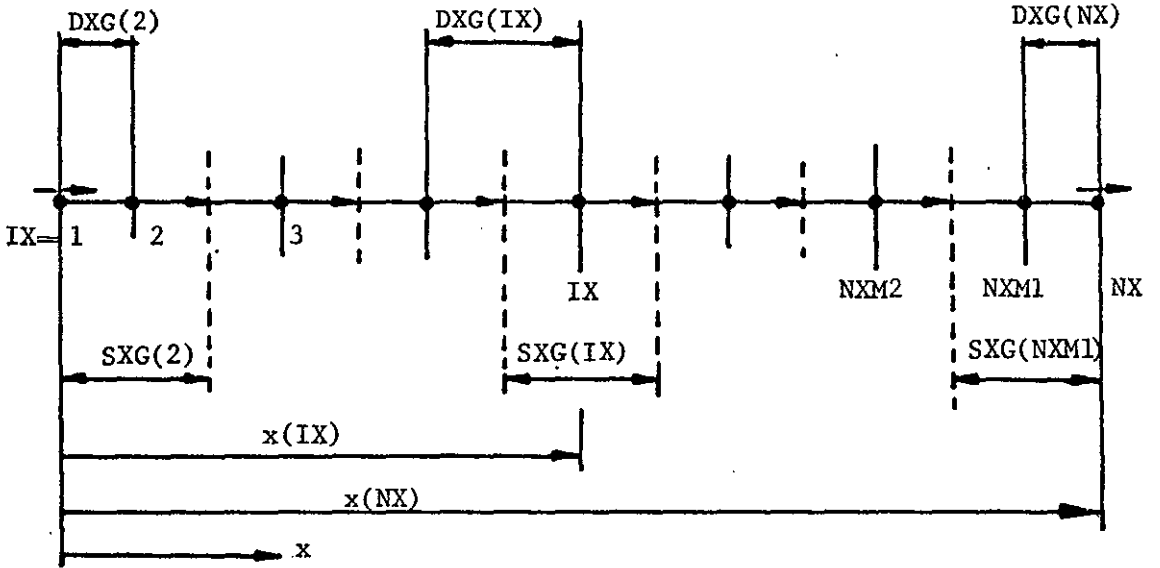 DXG(2) DXG(IX) DXG(NX)
IX= 1 2 3
IX NXM2 NXM1 NX
SXG(2) SXG(IX) SXG(NXM1)
x(IX)
x(NX)
x